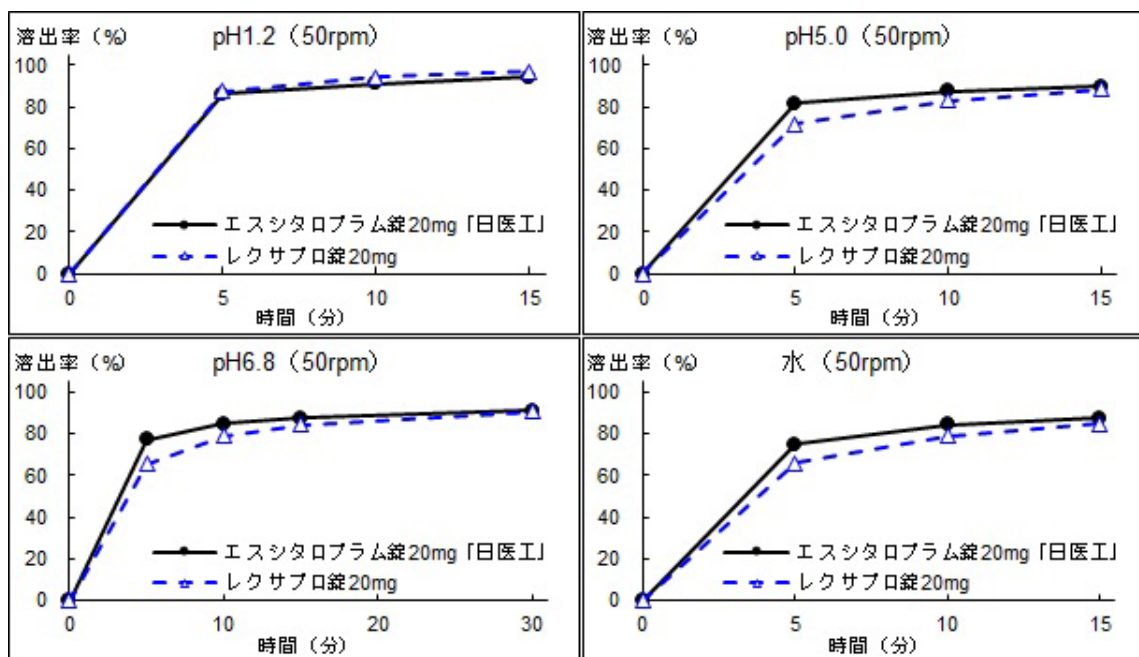 溶出率（%）
pH1.2（50rpm）
100
80
60
40
20
0
エスシタロプラム錠20mg「日医工」
レクサプロ錠20mg
0 5 10 15
時間（分）
溶出率（%）
pH5.0（50rpm）
100
80
60
40
20
0
エスシタロプラム錠20mg「日医工」
レクサプロ錠20mg
0 5 10 15
時間（分）
溶出率（%）
pH6.8（50rpm）
100
80
60
40
20
0
エスシタロプラム錠20mg「日医工」
レクサプロ錠20mg
0 10 20 30
時間（分）
溶出率（%）
水（50rpm）
100
80
60
40
20
0
エスシタロプラム錠20mg「日医工」
レクサプロ錠20mg
0 5 10 15
時間（分）